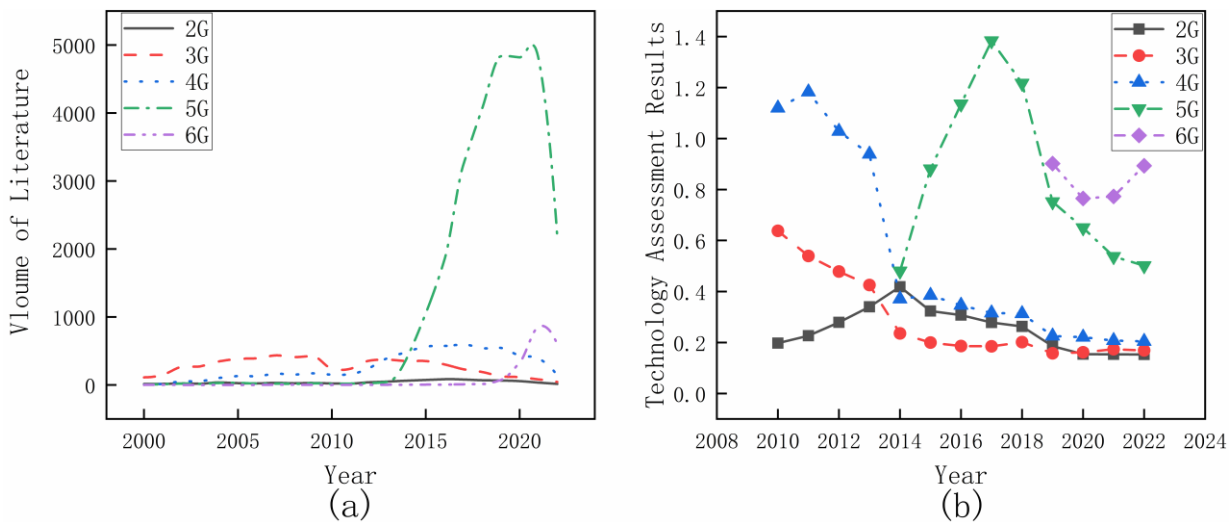 Vloume of Literature
5000
4000
3000
2000
1000
0
2G
3G
4G
5G
6G
2000 2005 2010 2015 2020
Year
(a)
Technology Assessment Results
1.4
1.2
1.0
0.8
0.6
0.4
0.2
0.0
2G
3G
4G
5G
6G
2008 2010 2012 2014 2016 2018 2020 2022 2024
Year
(b)